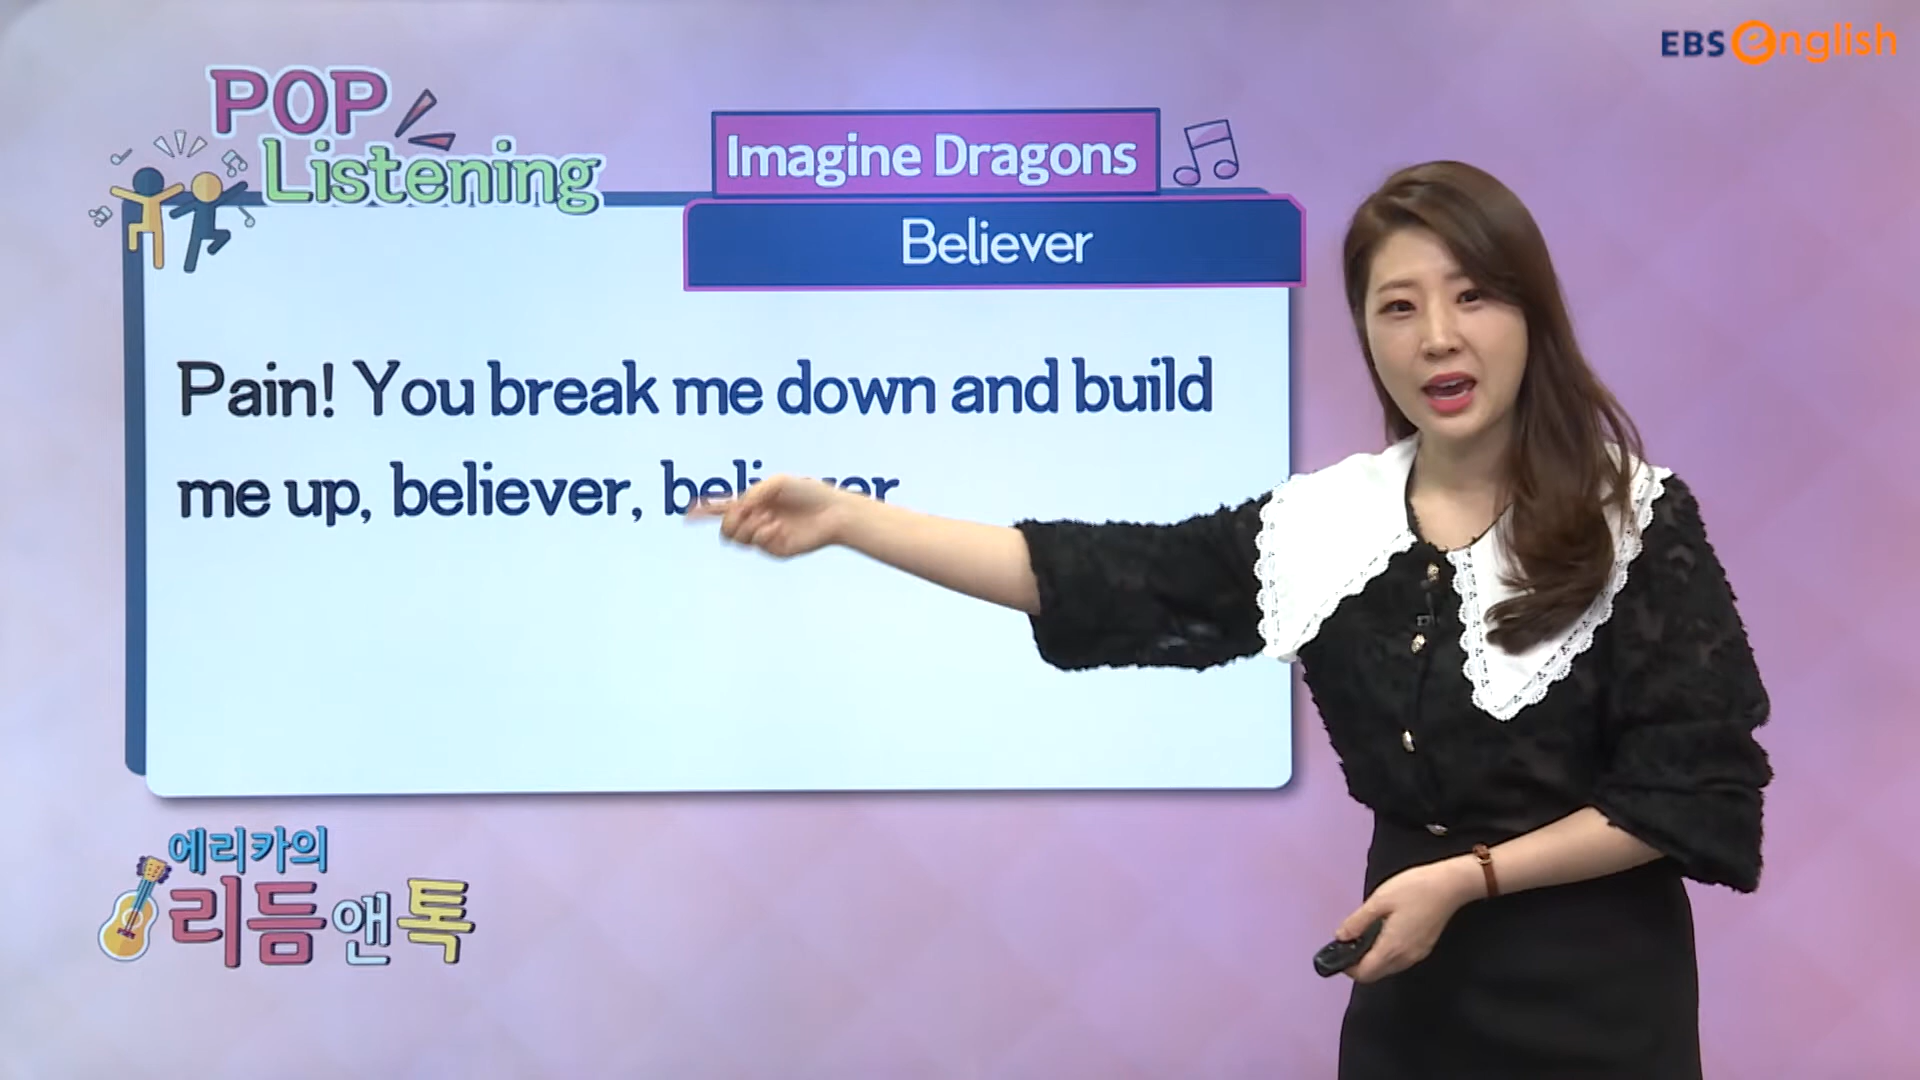 EBS English
POP
Listening
Imagine Dragons
Believer
Pain! You break me down and build
me up, believer, believer
에리카의
리듬앤톡